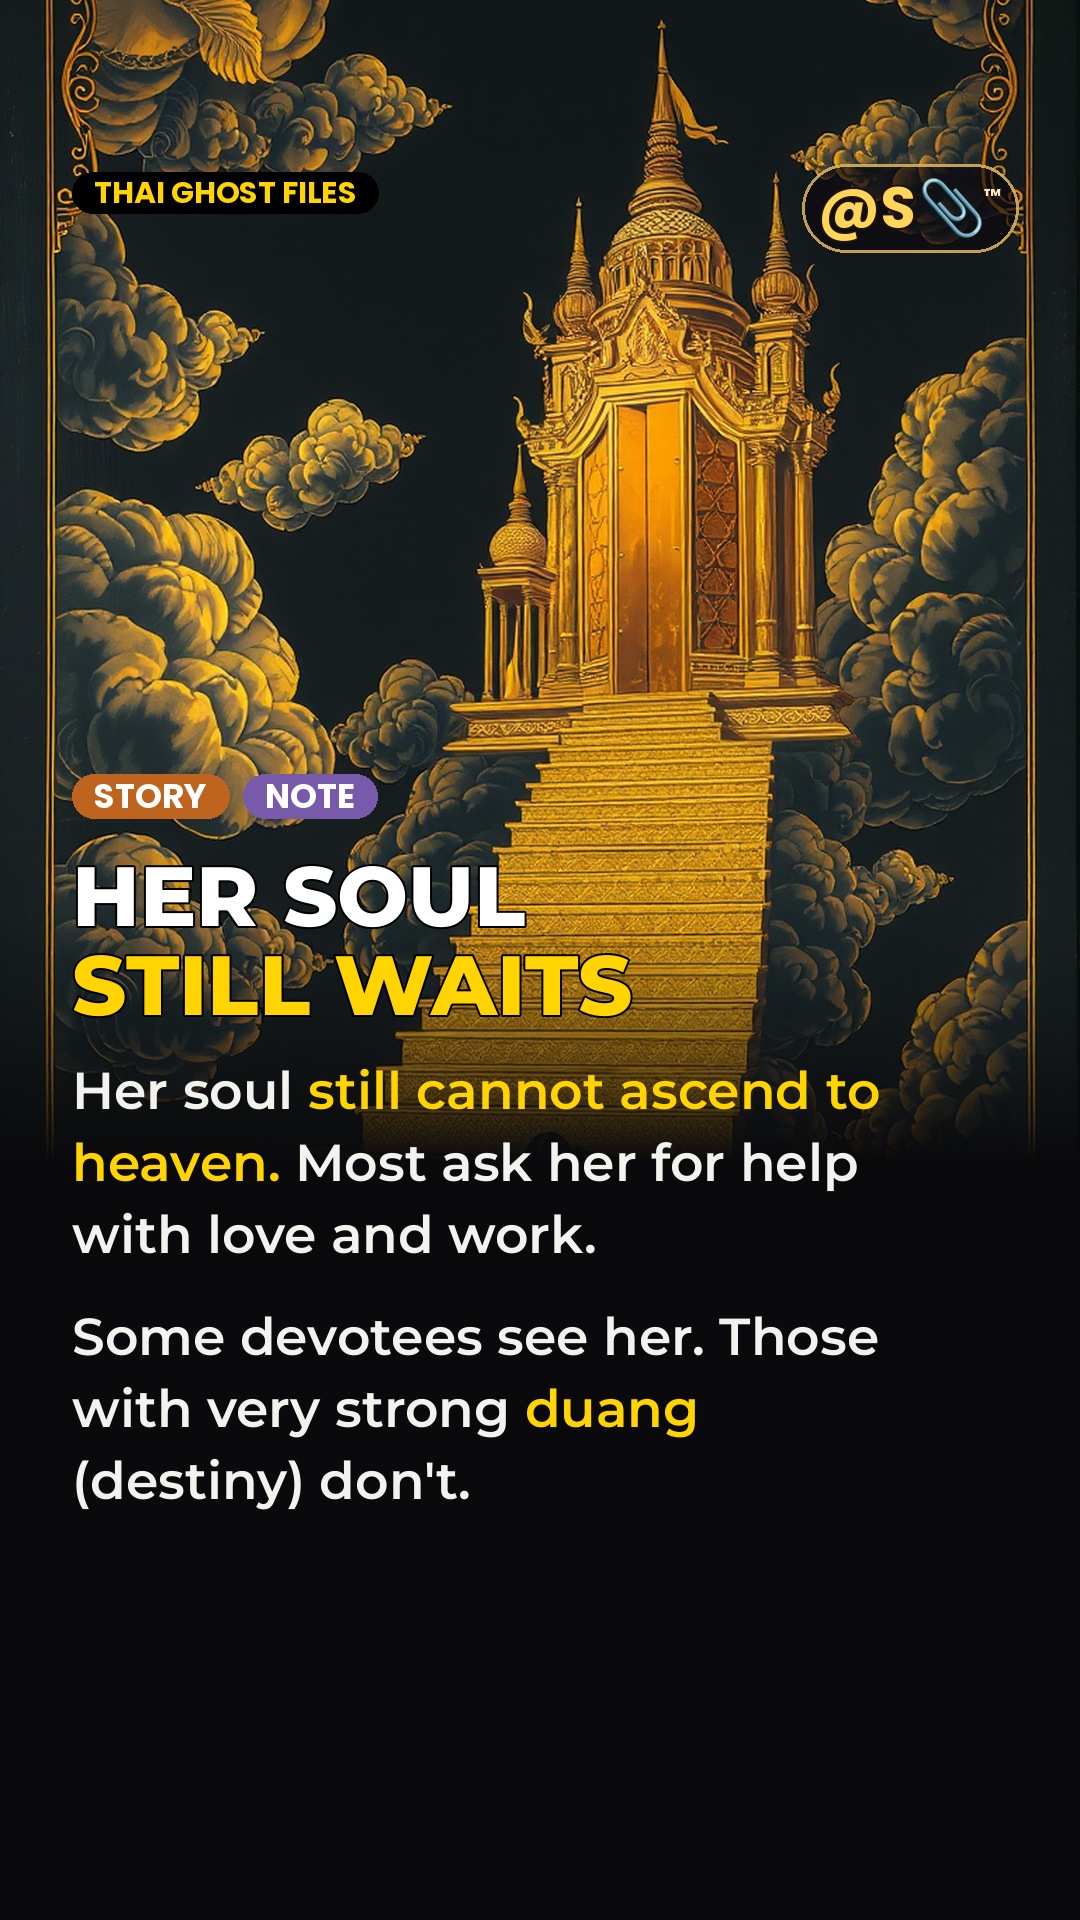 THAI GHOST FILES
@S📎™
STORY NOTE
HER SOUL
STILL WAITS
Her soul still cannot ascend to
heaven. Most ask her for help
with love and work.
Some devotees see her. Those
with very strong duang
(destiny) don't.